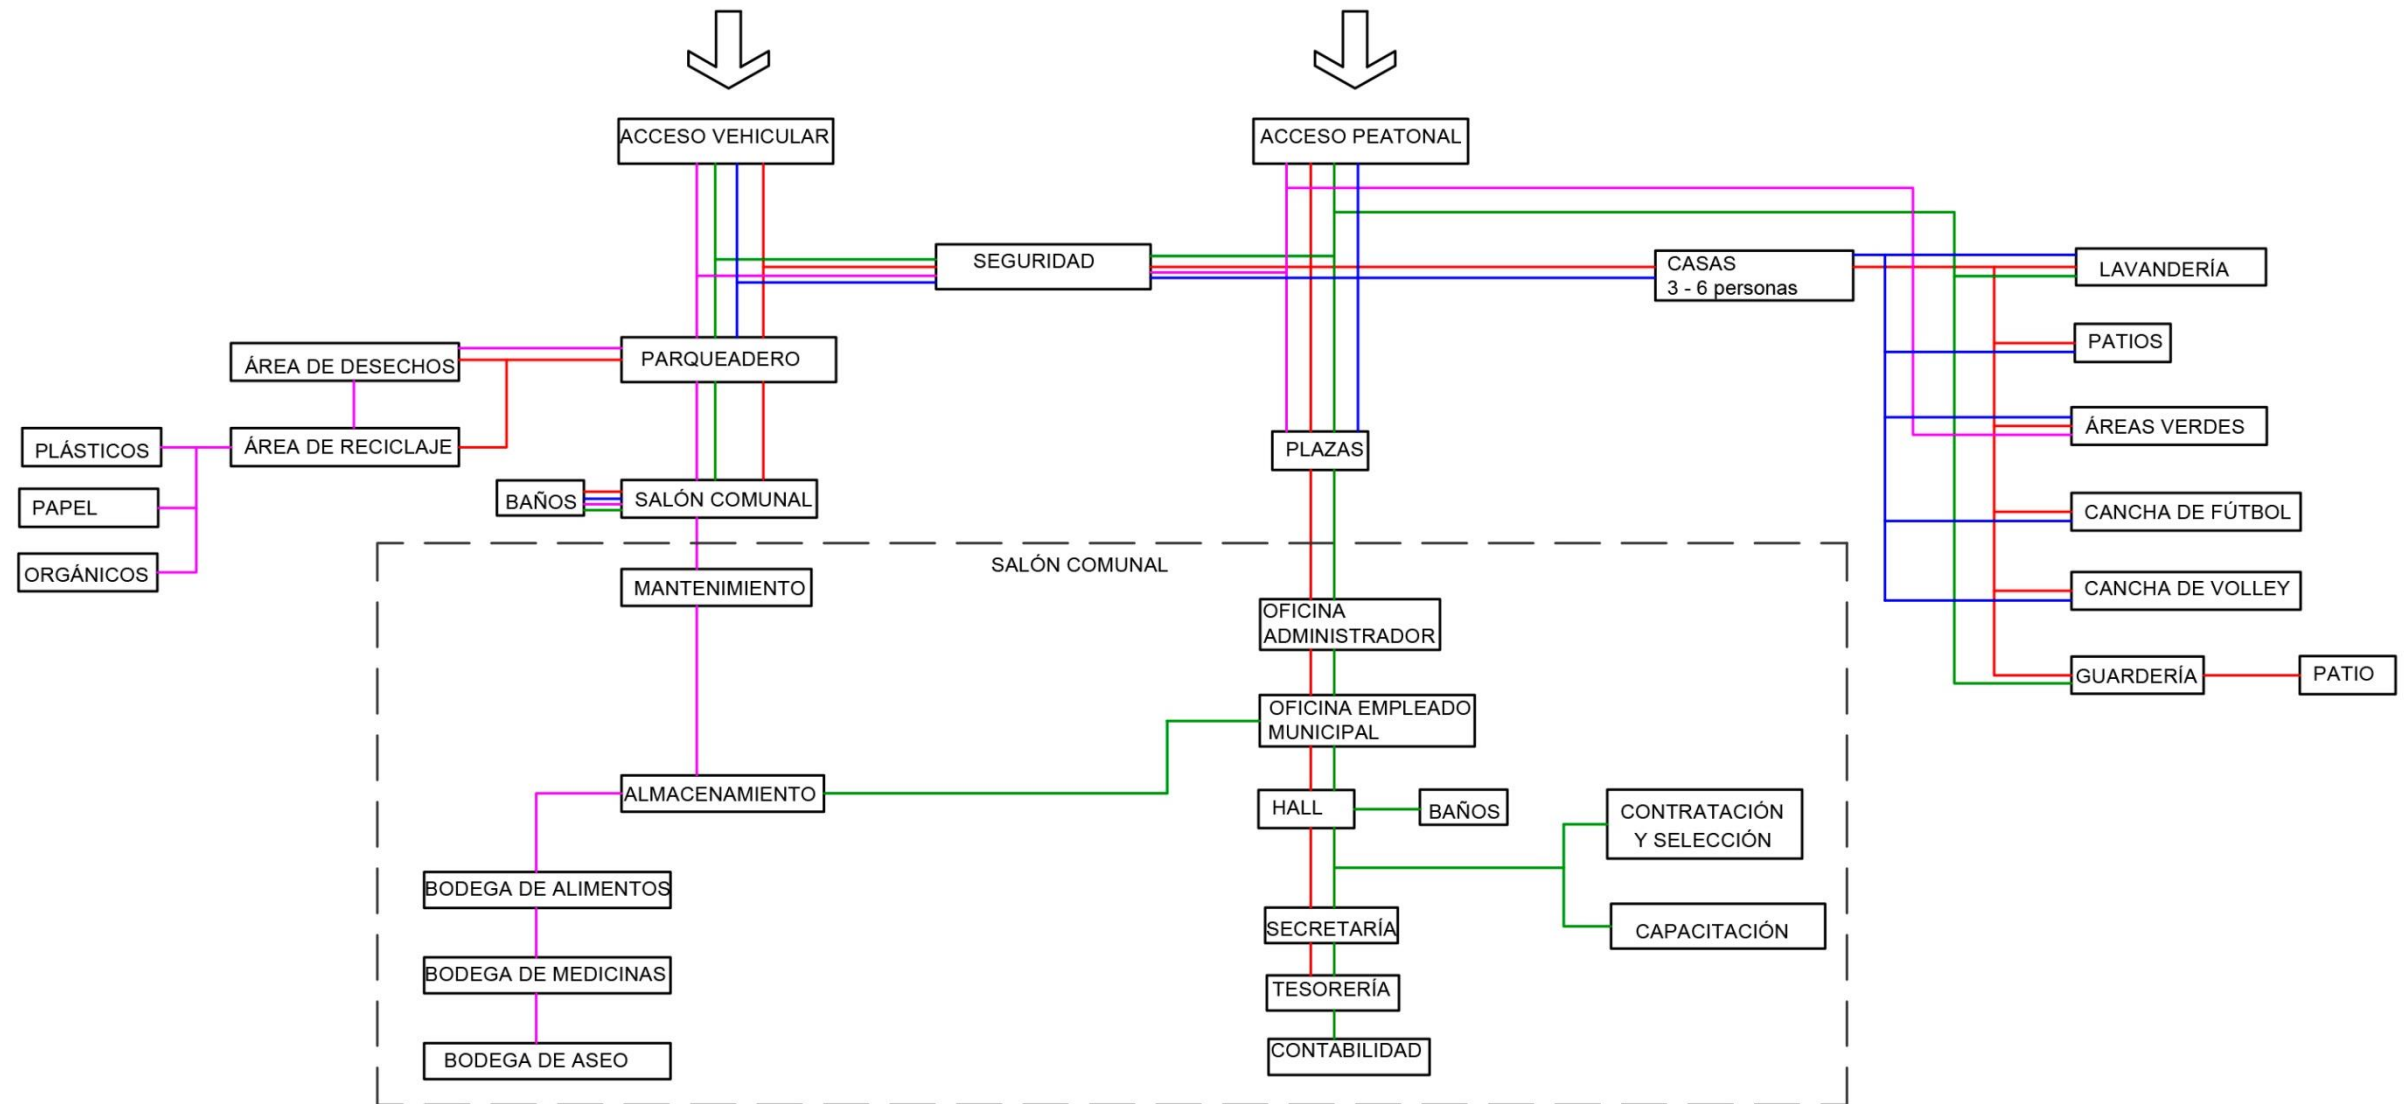 ACCESO VEHICULAR
ACCESO PEATONAL
SEGURIDAD
CASAS
3 - 6 personas
LAVANDERÍA
PATIOS
ÁREA DE DESECHOS
PARQUEADERO
ÁREAS VERDES
PLÁSTICOS
ÁREA DE RECICLAJE
PLAZAS
PAPEL
BAÑOS
SALÓN COMUNAL
CANCHA DE FÚTBOL
ORGÁNICOS
SALÓN COMUNAL
MANTENIMIENTO
CANCHA DE VOLLEY
OFICINA
ADMINISTRADOR
GUARDERÍA
PATIO
OFICINA EMPLEADO
MUNICIPAL
ALMACENAMIENTO
HALL
BAÑOS
CONTRATACIÓN
Y SELECCIÓN
BODEGA DE ALIMENTOS
SECRETARÍA
CAPACITACIÓN
BODEGA DE MEDICINAS
TESORERÍA
BODEGA DE ASEO
CONTABILIDAD